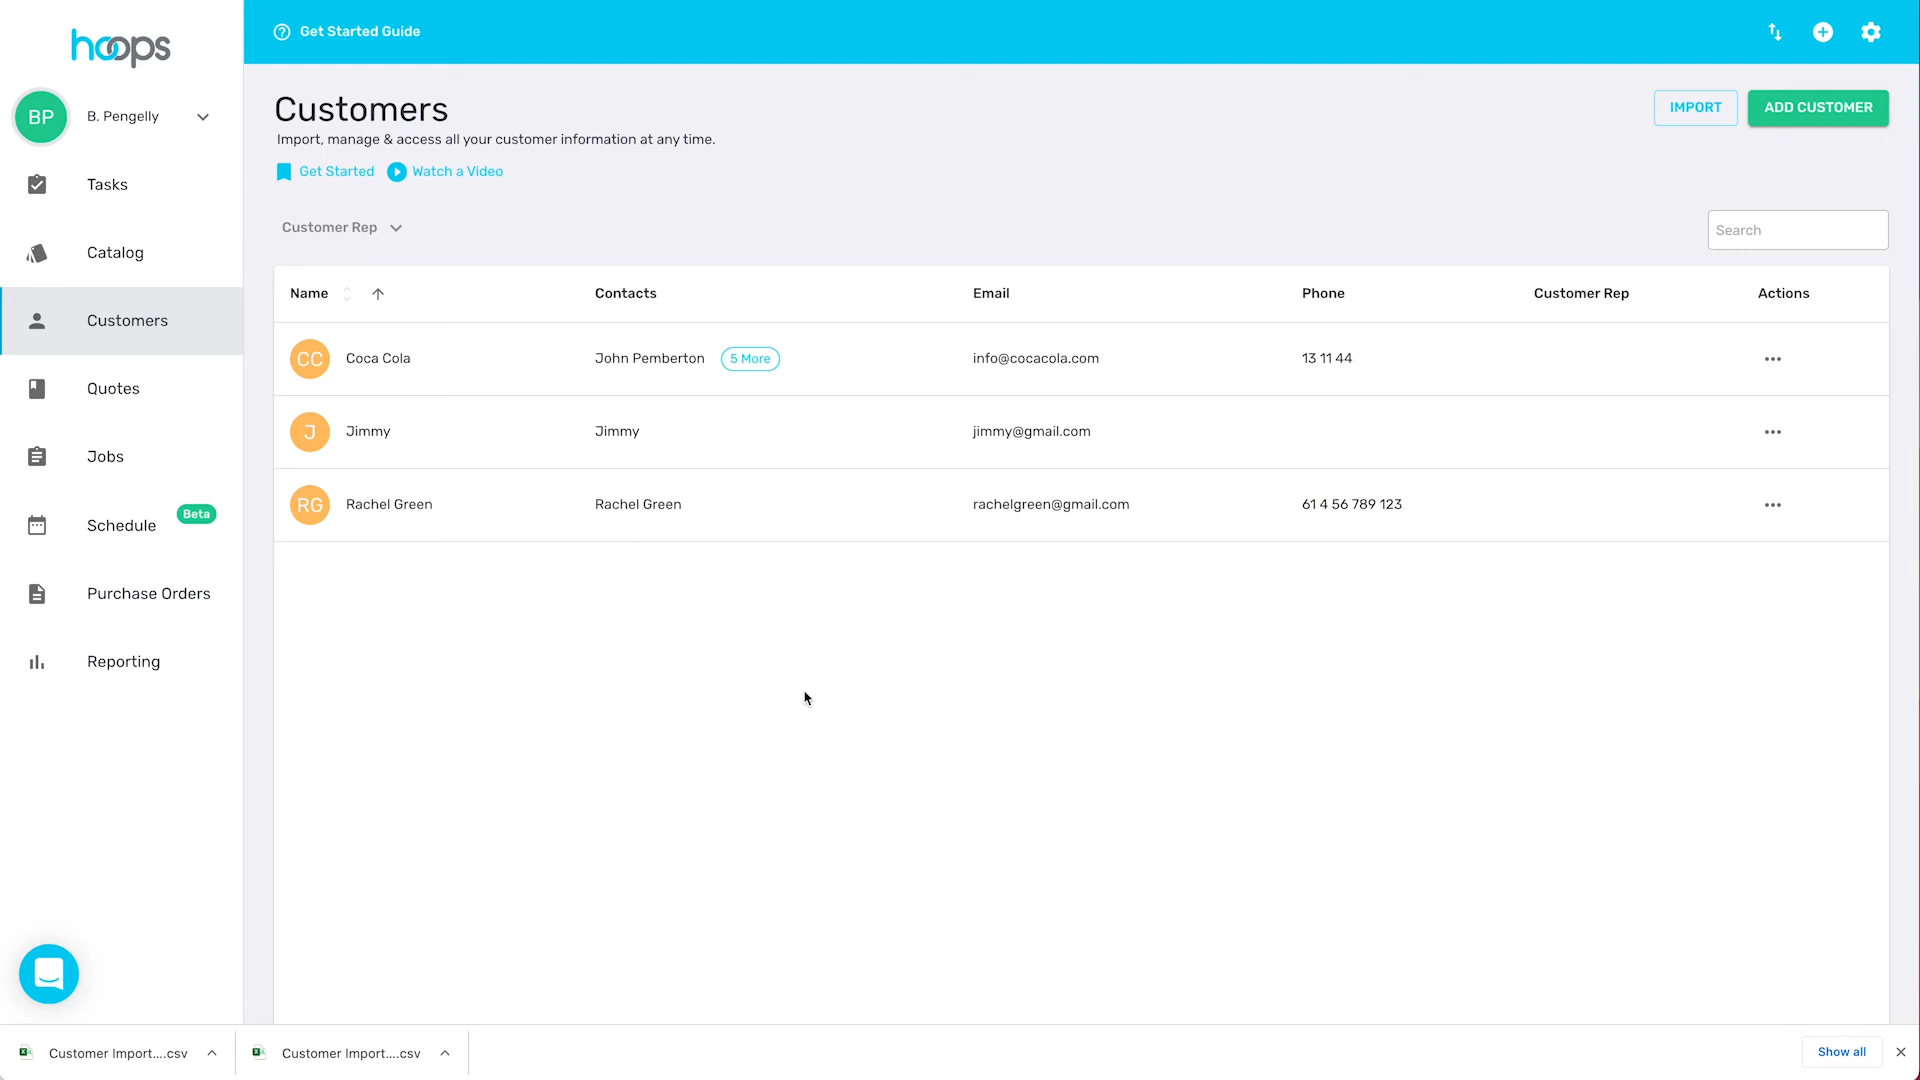 hoops
Get Started Guide
BP
B. Pengelly
Tasks
Catalog
Customers
Quotes
Jobs
Schedule
Beta
Purchase Orders
Reporting
Customers
Import, manage & access all your customer information at any time.
Get Started
Watch a Video
IMPORT
ADD CUSTOMER
Customer Rep
Search
Name Contacts Email Phone Customer Rep Actions
CC Coca Cola John Pemberton 5 More info@cocacola.com 13 11 44
J Jimmy Jimmy jimmy@gmail.com
RG Rachel Green Rachel Green rachelgreen@gmail.com 61 4 56 789 123
Customer Import....csv
Customer Import....csv
Show all